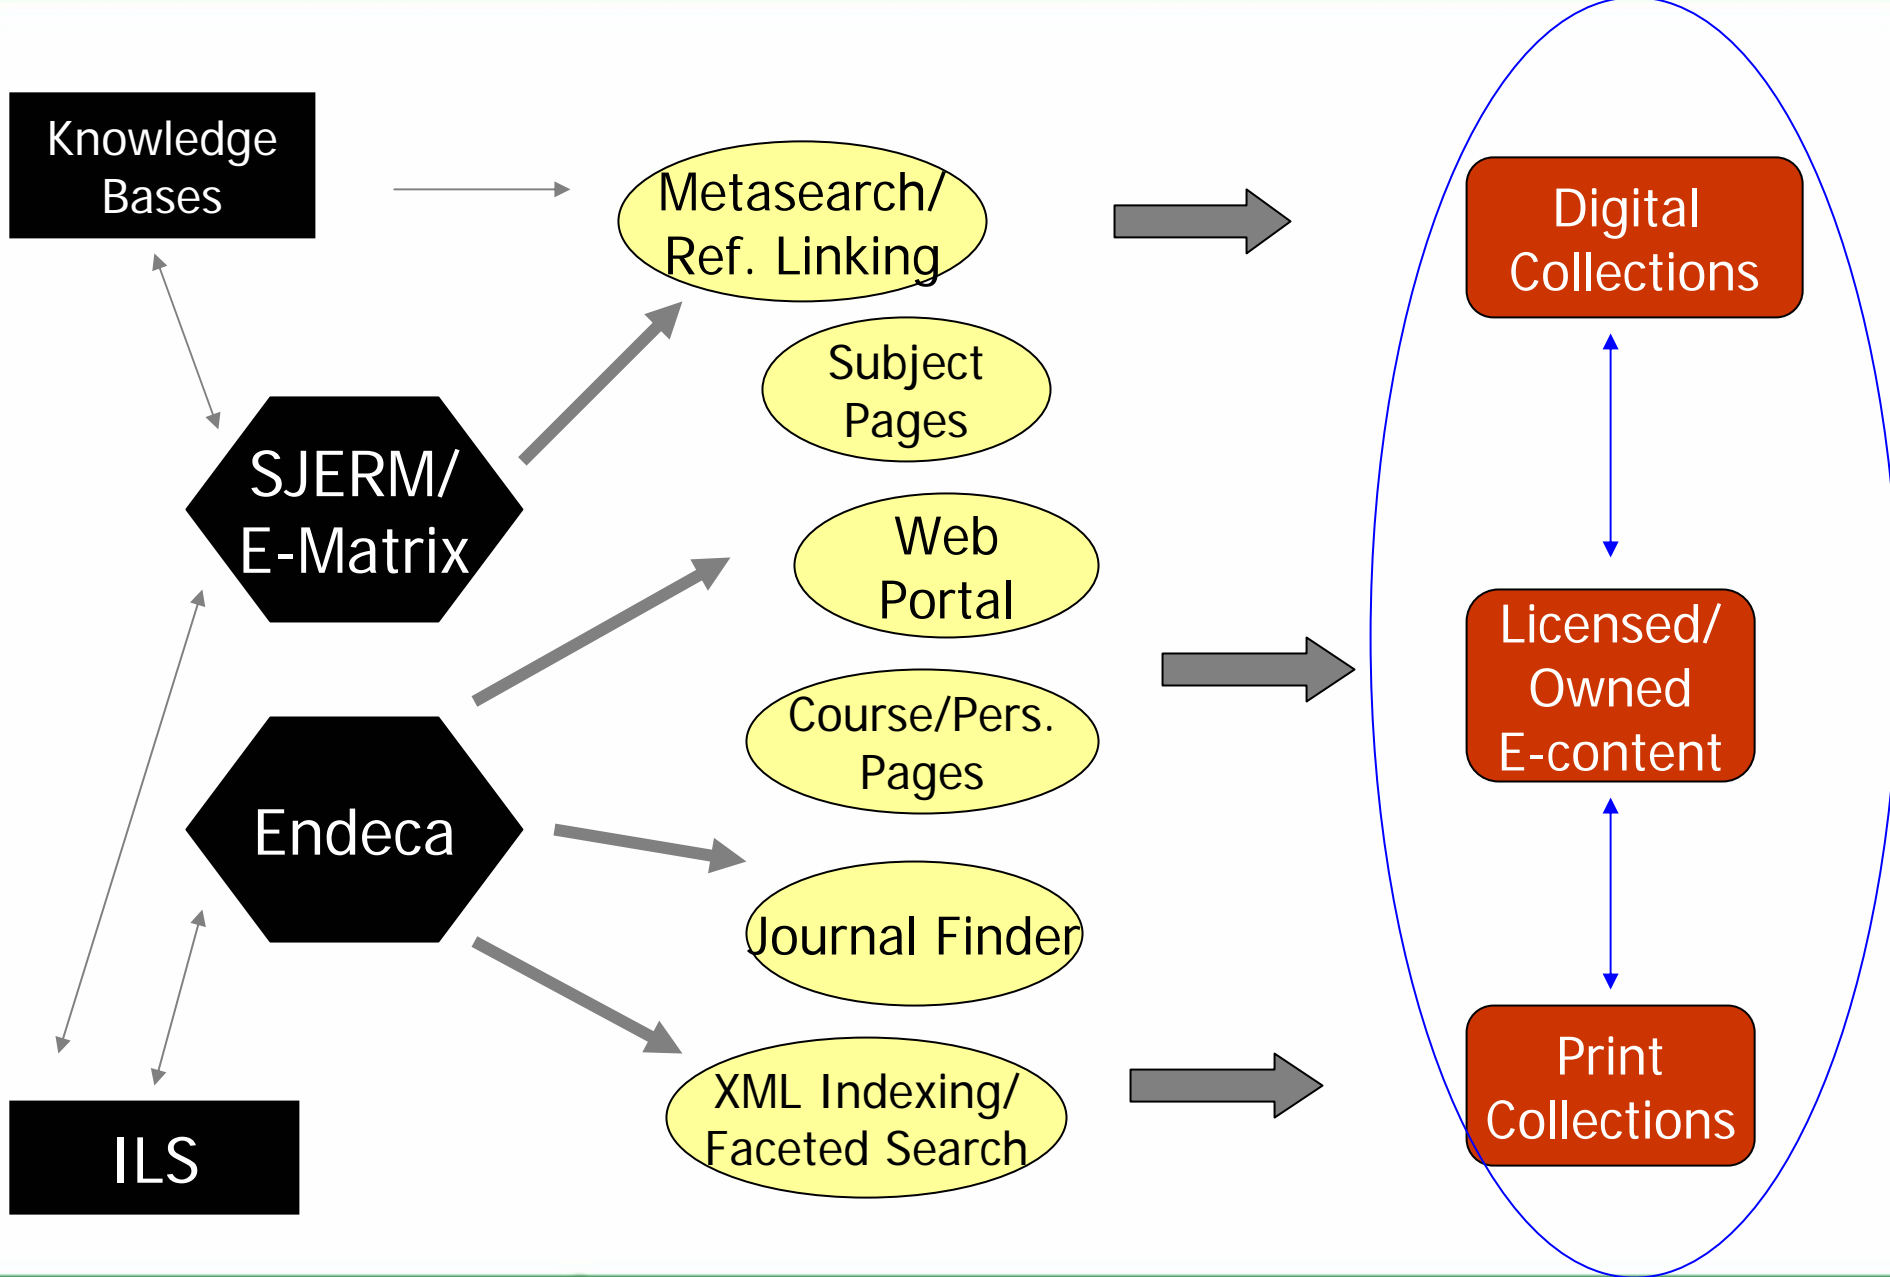 Knowledge
Bases
Metasearch/
Ref. Linking
Digital
Collections
Subject
Pages
SJERM/
E-Matrix
Web
Portal
Licensed/
Owned
E-content
Course/Pers.
Pages
Endeca
Journal Finder
XML Indexing/
Faceted Search
Print
Collections
ILS